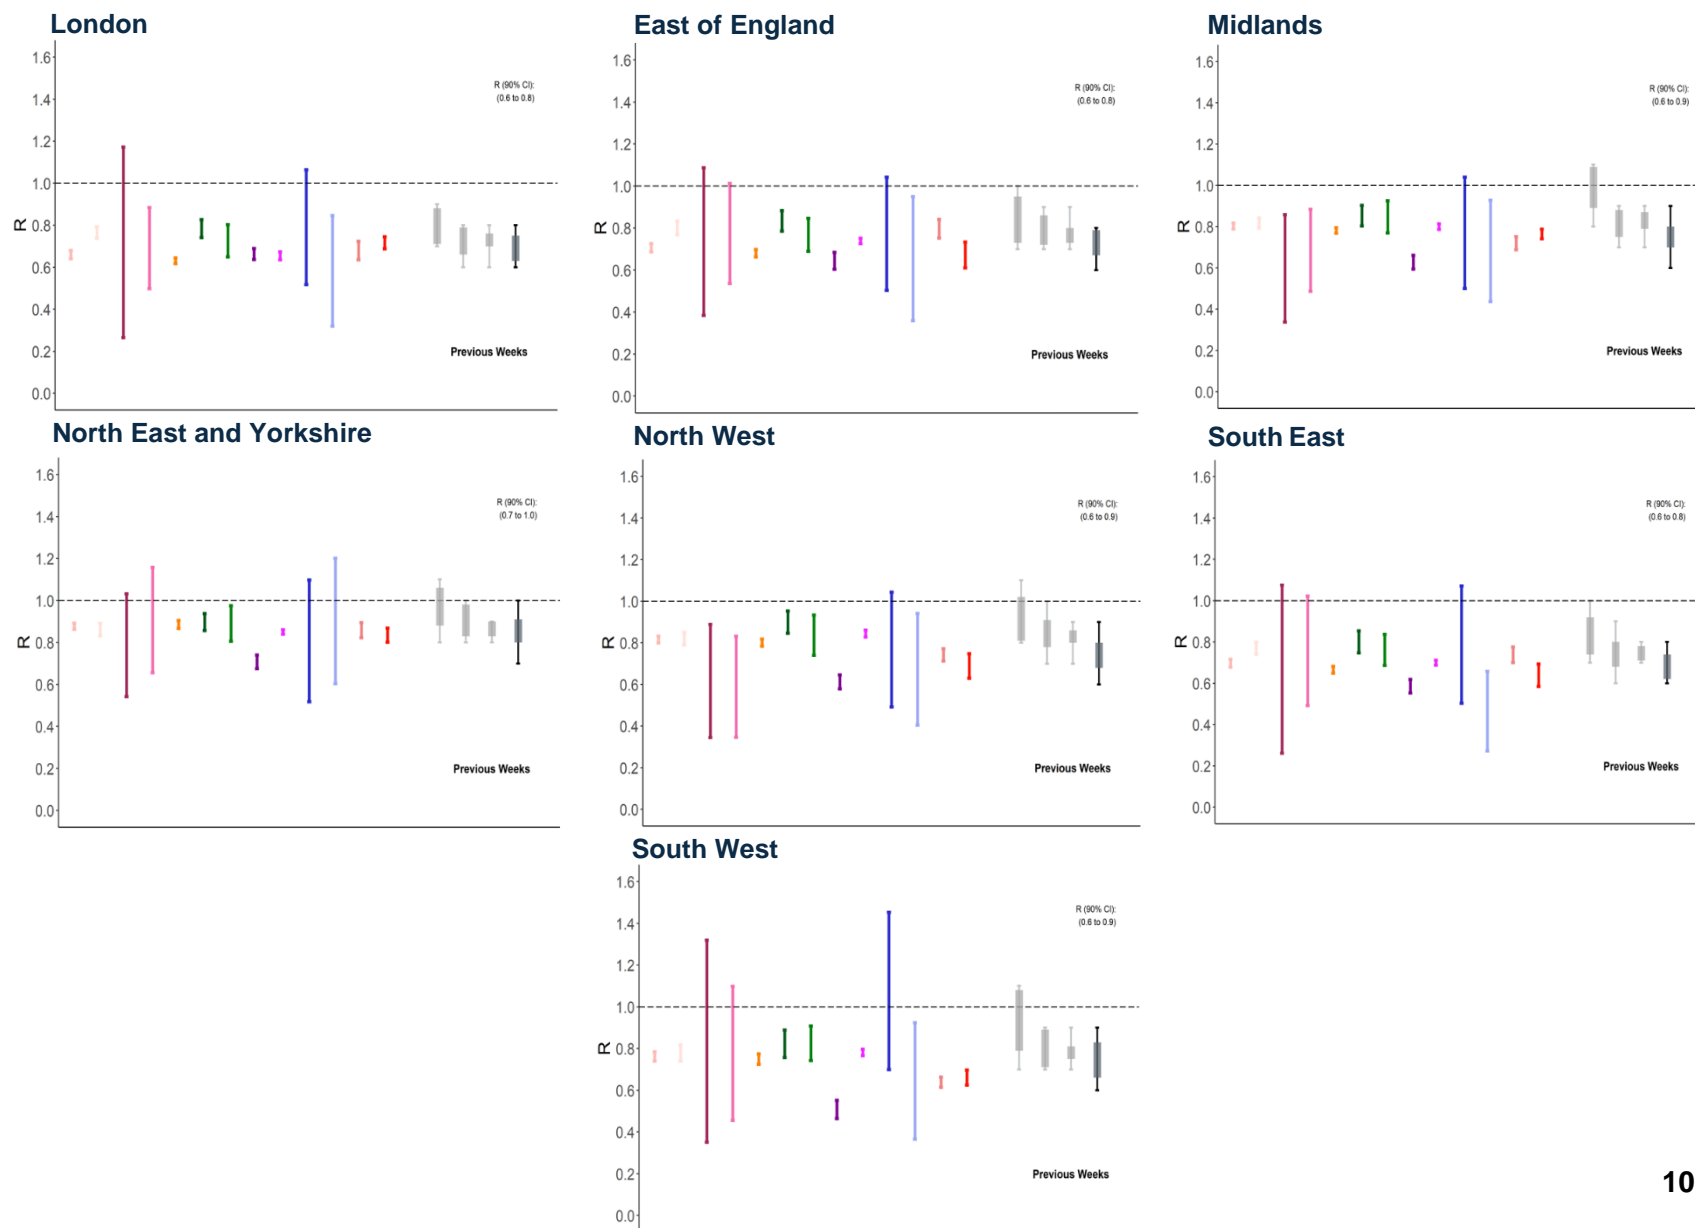 London
1.6
1.4
1.2
1.0
0.8
0.6
0.4
0.2
0.0
R
R (90% CI):
(0.6 to 0.8)
Previous Weeks
East of England
1.6
1.4
1.2
1.0
0.8
0.6
0.4
0.2
0.0
R
R (90% CI):
(0.6 to 0.8)
Previous Weeks
Midlands
1.6
1.4
1.2
1.0
0.8
0.6
0.4
0.2
0.0
R
R (90% CI):
(0.6 to 0.9)
Previous Weeks
North East and Yorkshire
1.6
1.4
1.2
1.0
0.8
0.6
0.4
0.2
0.0
R
R (90% CI):
(0.7 to 1.0)
Previous Weeks
North West
1.6
1.4
1.2
1.0
0.8
0.6
0.4
0.2
0.0
R
R (90% CI):
(0.6 to 0.9)
Previous Weeks
South East
1.6
1.4
1.2
1.0
0.8
0.6
0.4
0.2
0.0
R
R (90% CI):
(0.6 to 0.8)
Previous Weeks
South West
1.6
1.4
1.2
1.0
0.8
0.6
0.4
0.2
0.0
R
R (90% CI):
(0.6 to 0.9)
Previous Weeks
10